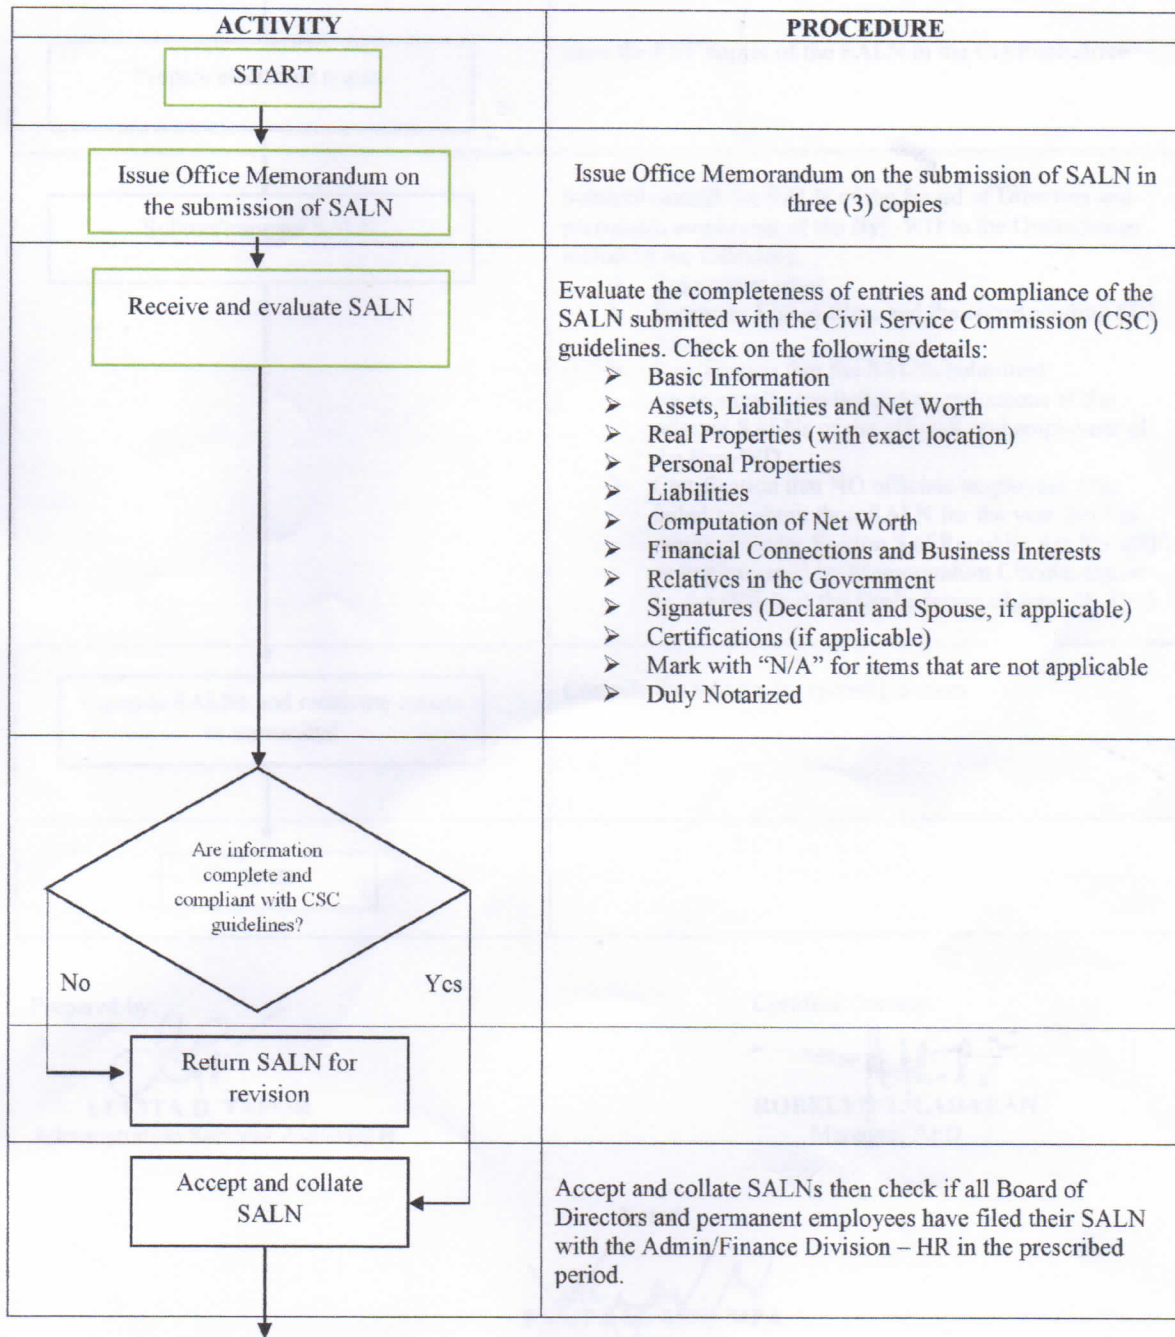 ACTIVITY
PROCEDURE
START
Issue Office Memorandum on
the submission of SALN
Issue Office Memorandum on the submission of SALN in
three (3) copies
Receive and evaluate SALN
Evaluate the completeness of entries and compliance of the
SALN submitted with the Civil Service Commission (CSC)
guidelines. Check on the following details:
➢ Basic Information
➢ Assets, Liabilities and Net Worth
➢ Real Properties (with exact location)
➢ Personal Properties
➢ Liabilities
➢ Computation of Net Worth
➢ Financial Connections and Business Interests
➢ Relatives in the Government
➢ Signatures (Declarant and Spouse, if applicable)
➢ Certifications (if applicable)
➢ Mark with “N/A” for items that are not applicable
➢ Duly Notarized
Are information
complete and
compliant with CSC
guidelines?
No
Yes
Return SALN for
revision
Accept and collate
SALN
Accept and collate SALNs then check if all Board of
Directors and permanent employees have filed their SALN
with the Admin/Finance Division – HR in the prescribed
period.